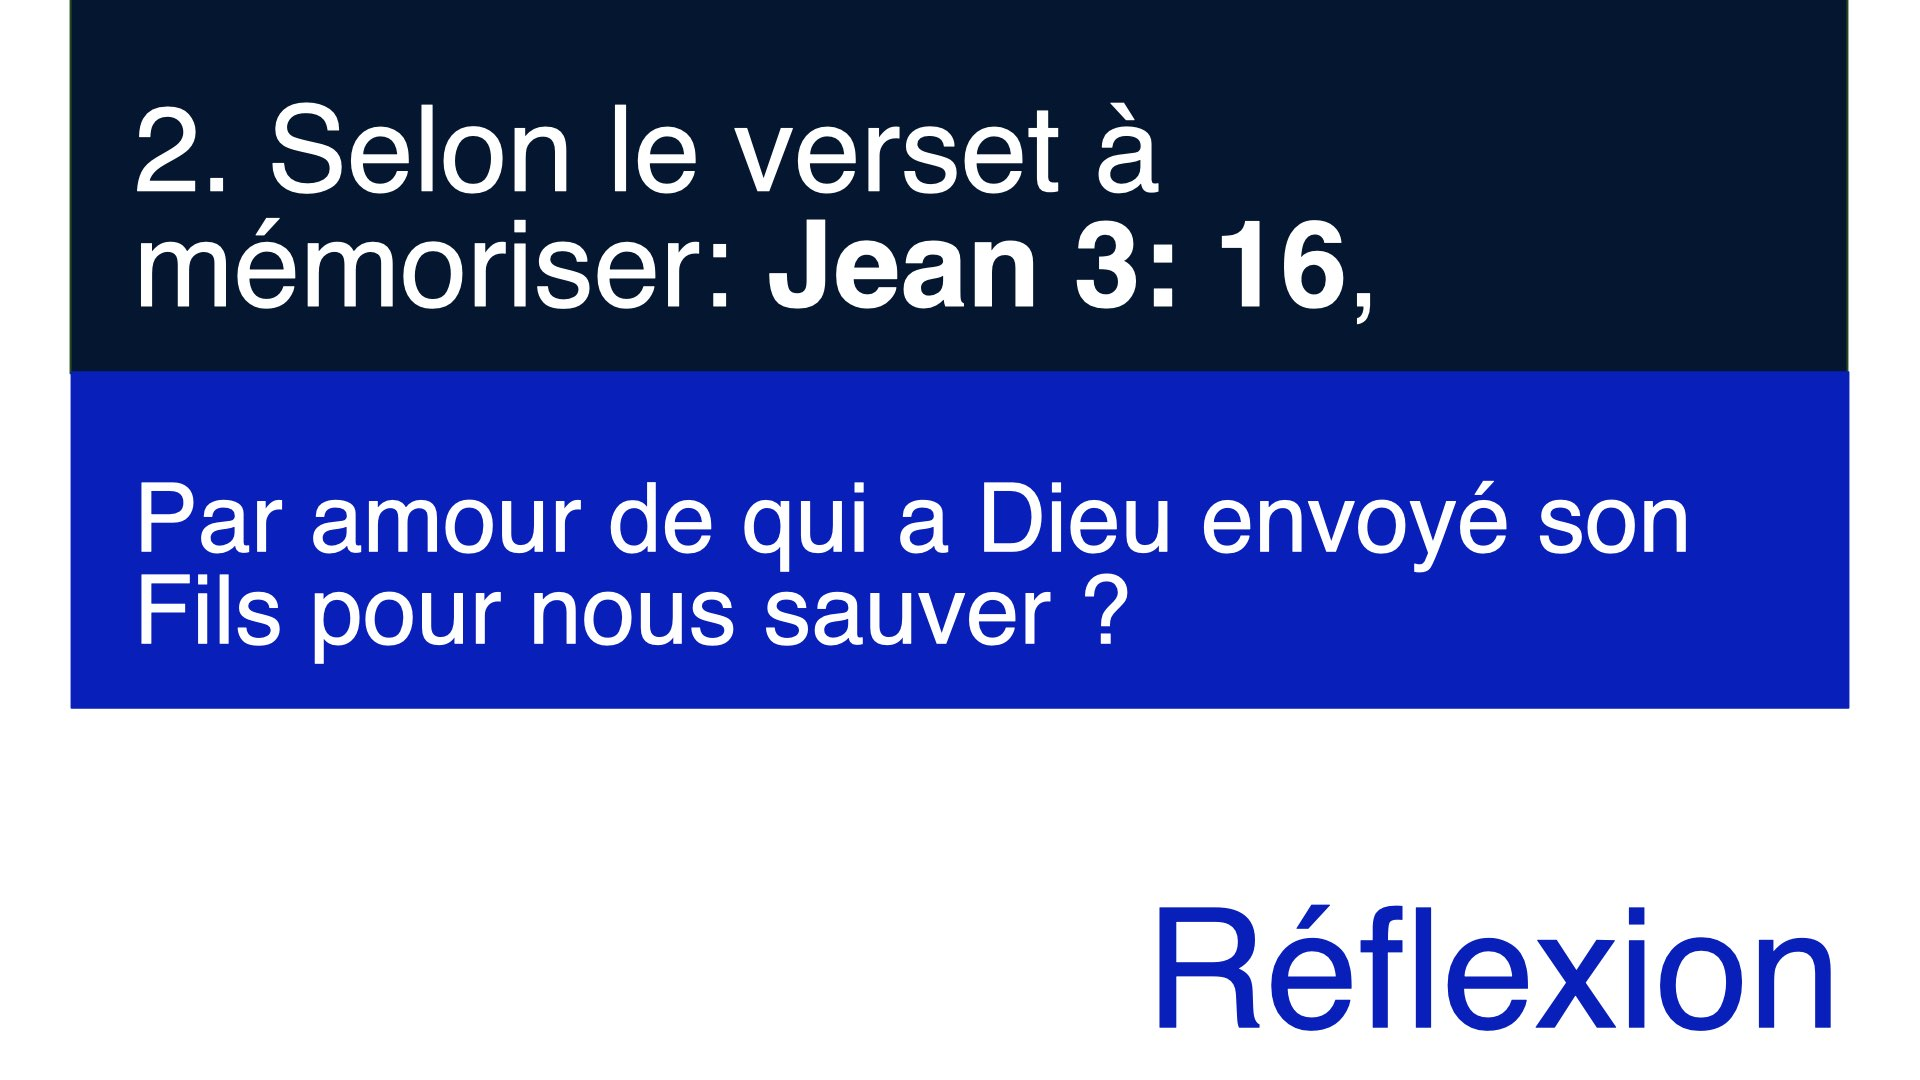 2. Selon le verset à
mémoriser: Jean 3: 16,
Par amour de qui a Dieu envoyé son
Fils pour nous sauver ?
Réflexion